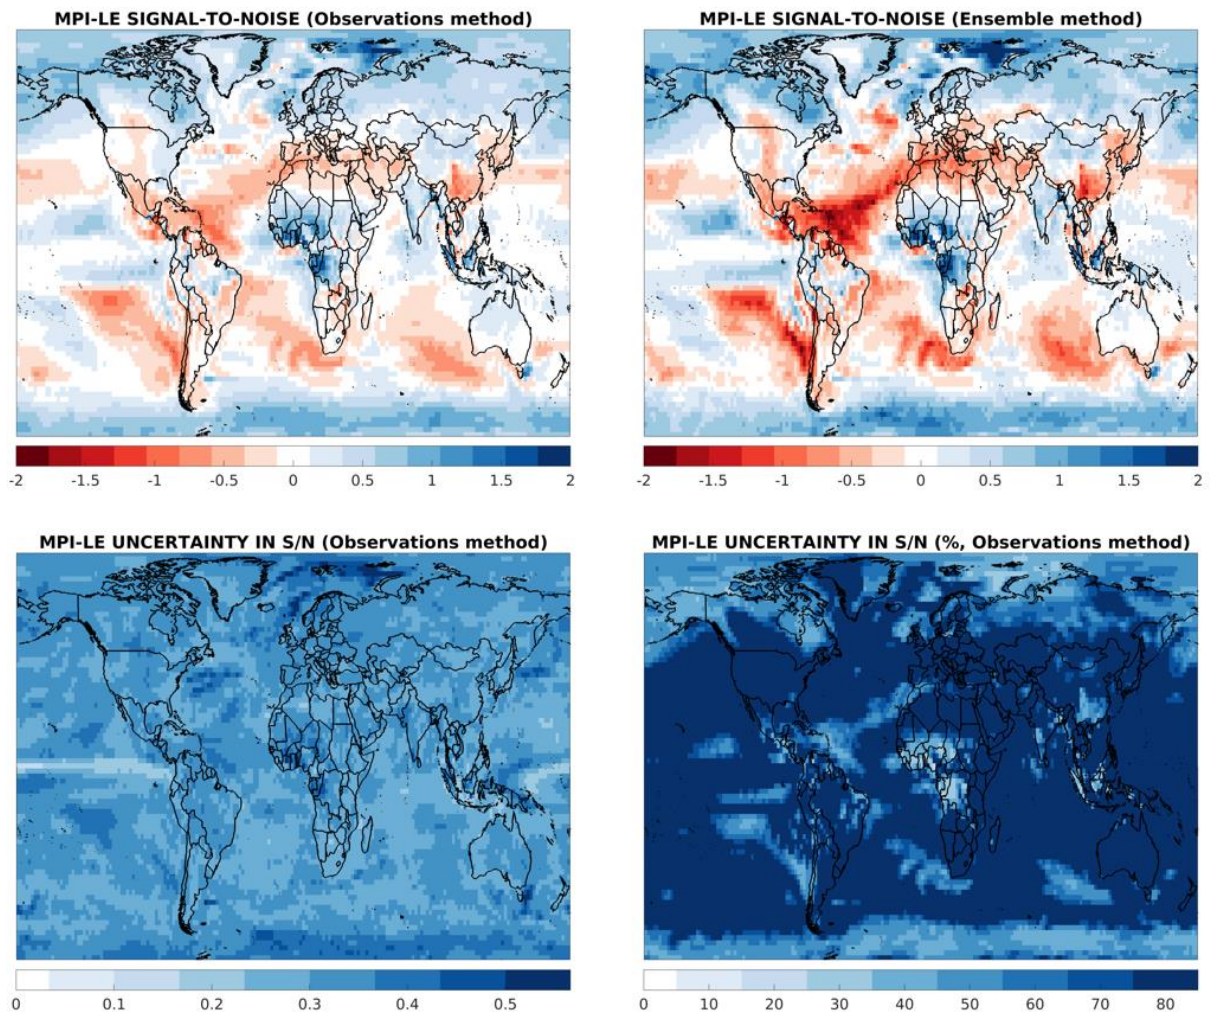 MPI-LE SIGNAL-TO-NOISE (Observations method)
MPI-LE SIGNAL-TO-NOISE (Ensemble method)
-2 -1.5 -1 -0.5 0 0.5 1 1.5 2
-2 -1.5 -1 -0.5 0 0.5 1 1.5 2
MPI-LE UNCERTAINTY IN S/N (Observations method)
MPI-LE UNCERTAINTY IN S/N (%, Observations method)
0 0.1 0.2 0.3 0.4 0.5
0 10 20 30 40 50 60 70 80